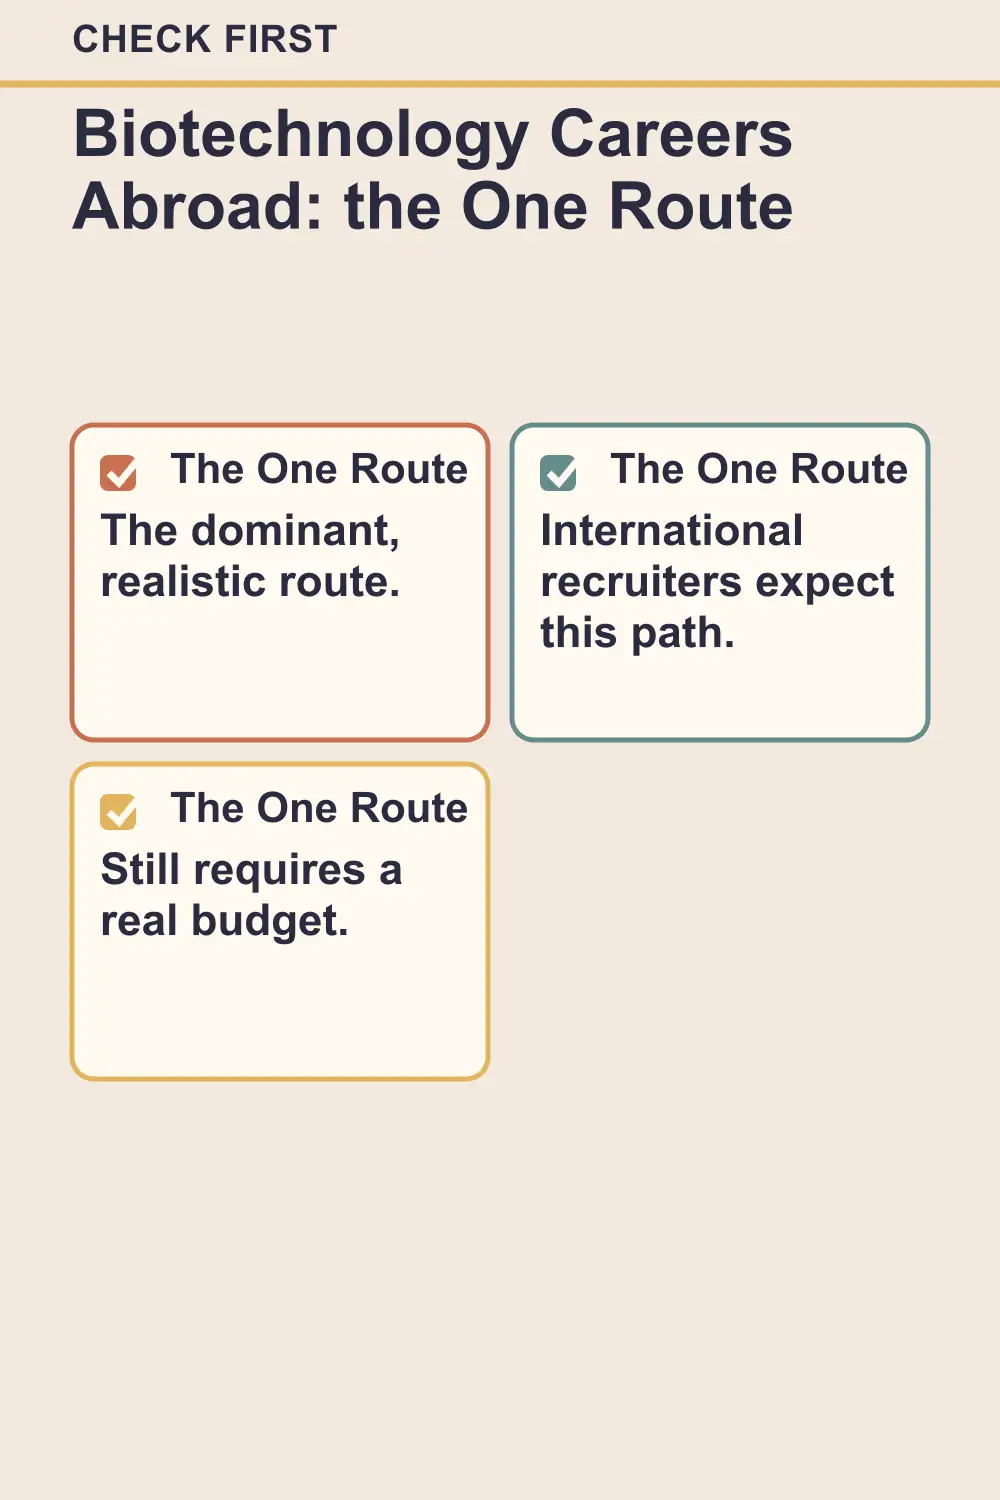 CHECK FIRST
Biotechnology Careers
Abroad: the One Route
The One Route
The dominant,
realistic route.
The One Route
International
recruiters expect
this path.
The One Route
Still requires a
real budget.